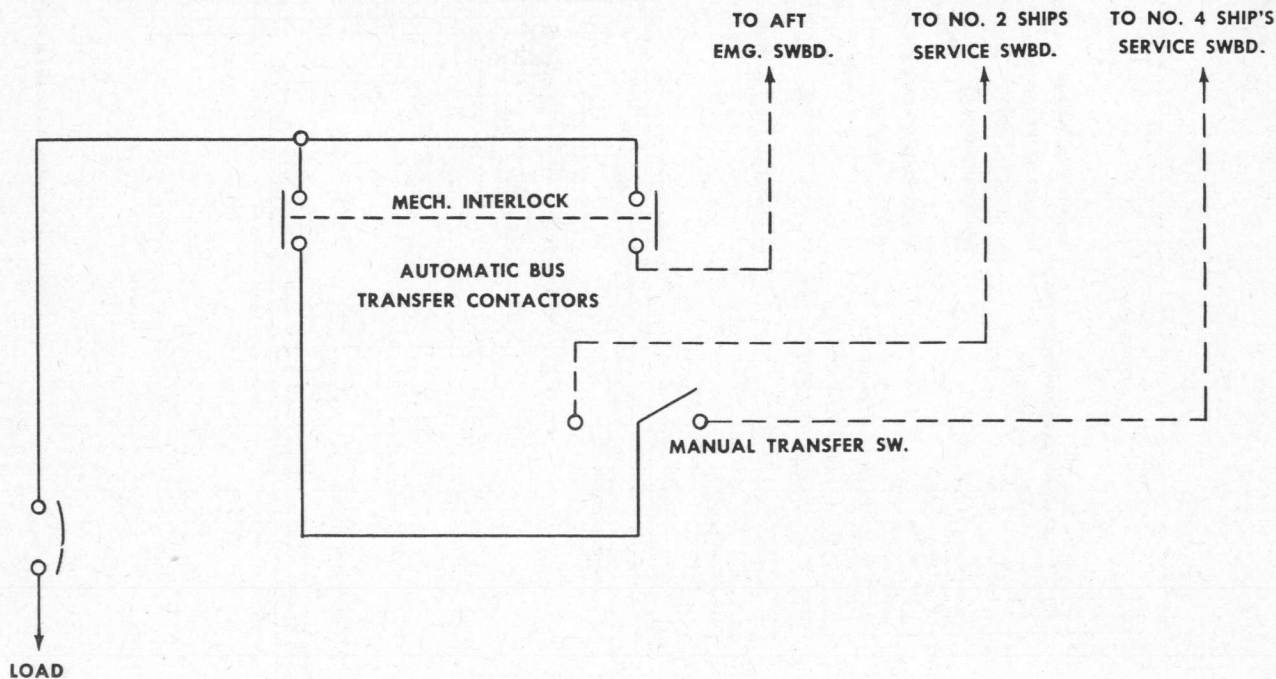 TO AFT
EMG. SWBD.
TO NO. 2 SHIPS
SERVICE SWBD.
TO NO. 4 SHIP'S
SERVICE SWBD.
MECH. INTERLOCK
AUTOMATIC BUS
TRANSFER CONTACTORS
MANUAL TRANSFER SW.
LOAD